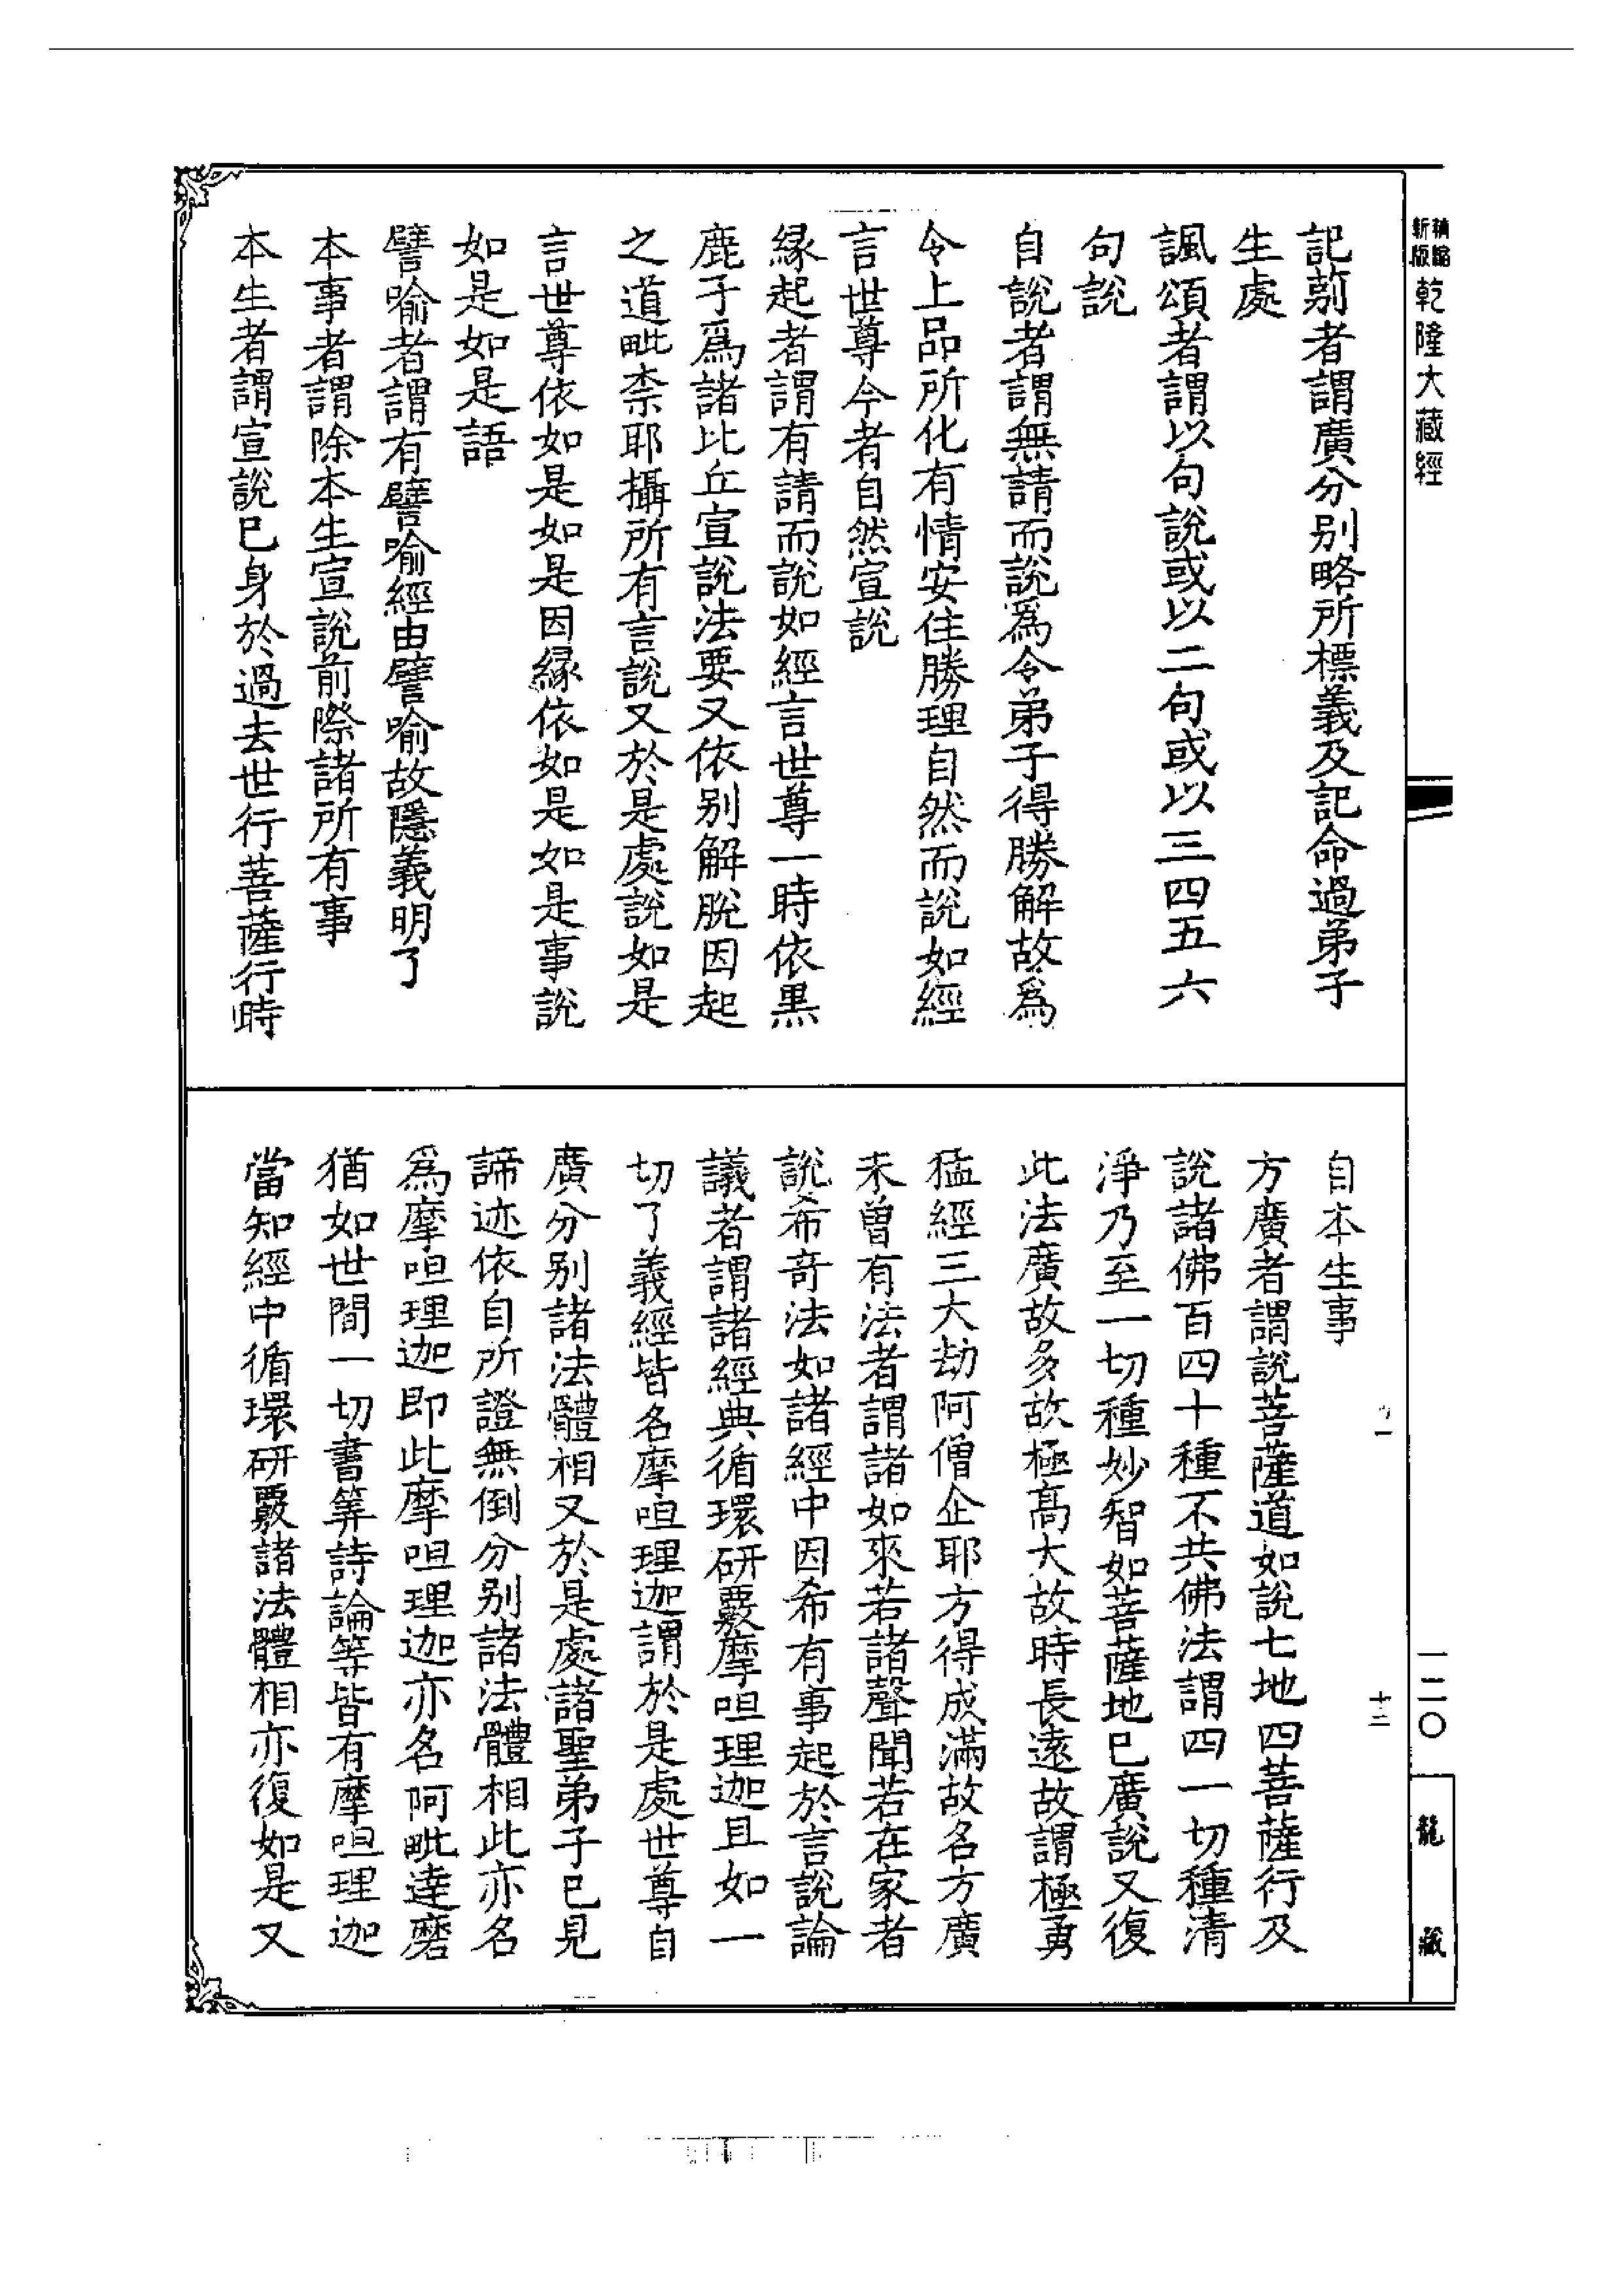 新版精縮
乾隆大藏經
記莂者謂廣分別略所標義及記命過弟子
生處
諷頌者謂以句說或以二句或以三四五六
句說
自說者謂無請而說爲令弟子得勝解故爲
令上品所化有情安住勝理自然而說如經
言世尊今者自然宣說
緣起者謂有請而說如經言世尊一時依黑
鹿子爲諸比丘宣說法要又依別解脫因起
之道毗柰耶攝所有言說又於是處說如是
言世尊依如是如是因緣依如是如是事說
如是如是語
譬喻者謂有譬喻經由譬喻故隱義明了
本事者謂除本生宣說前際諸所有事
本生者謂宣說已身於過去世行菩薩行時
自本生事
方廣者謂說菩薩道如說七地四菩薩行及
說諸佛百四十種不共佛法謂四一切種清
淨乃至一切種妙智如菩薩地已廣說又復
此法廣故多故極高大故時長遠故謂極勇
猛經三大劫阿僧企耶方得成滿故名方廣
未曾有法者謂諸如來若諸聲聞若在家者
說希奇法如諸經中因希有事起於言說論
議者謂諸經典循環研覈摩呾理迦且如一
切了義經皆名摩呾理迦謂於是處世尊自
廣分別諸法體相又於是處諸聖弟子已見
諦迹依自所證無倒分別諸法體相此亦名
爲摩呾理迦即此摩呾理迦亦名阿毗達磨
猶如世間一切書筭詩論等皆有摩呾理迦
當知經中循環研覈諸法體相亦復如是又
一二〇
十二
龍藏